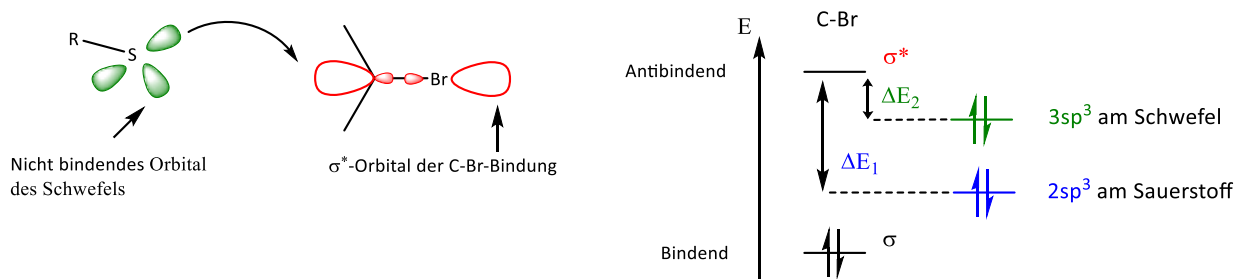 R
S
Br
Nicht bindendes Orbital
des Schwefels
σ*-Orbital der C-Br-Bindung
C-Br
E
Antibindend
σ*
ΔE2
3sp³ am Schwefel
ΔE1
2sp³ am Sauerstoff
Bindend
σ